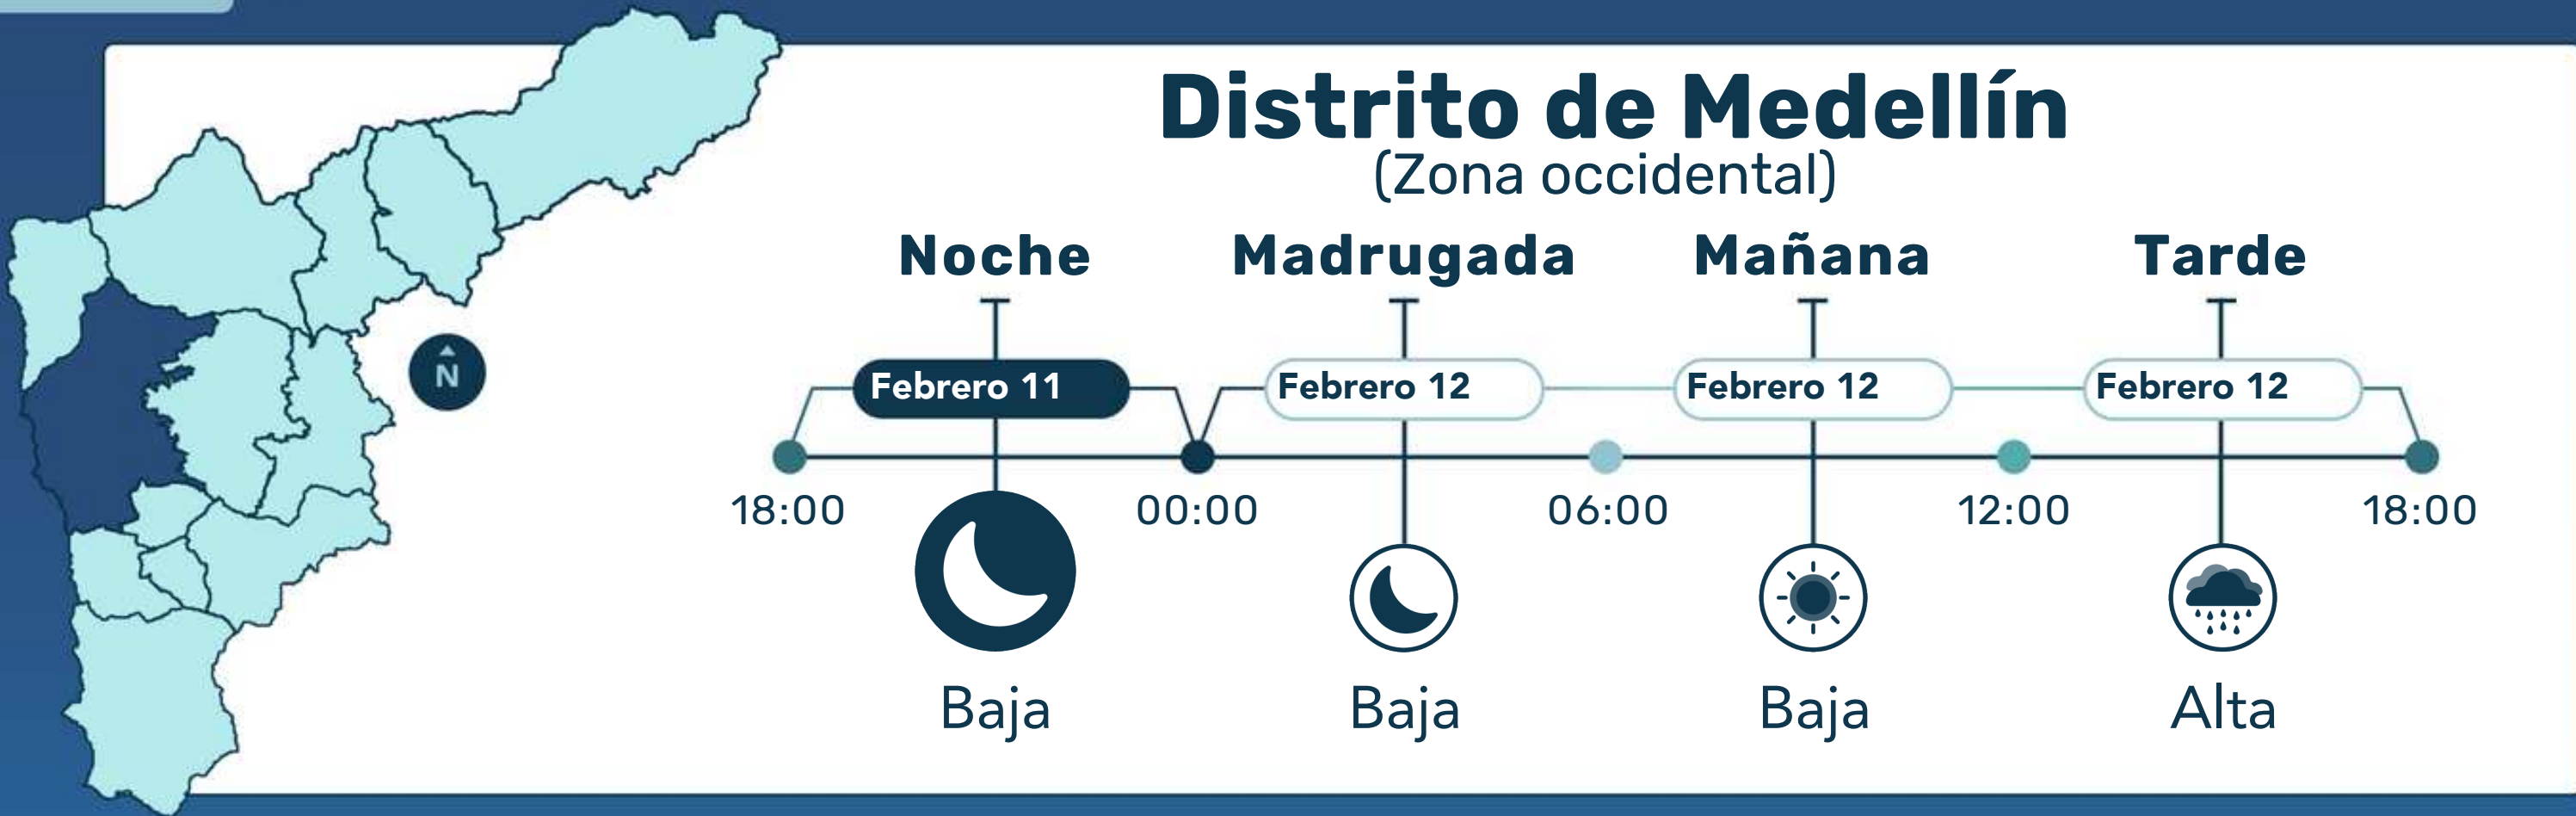 Distrito de Medellín
(Zona occidental)
Noche Madrugada Mañana Tarde
Febrero 11 Febrero 12 Febrero 12 Febrero 12
N
18:00 00:00 06:00 12:00 18:00
Baja Baja Baja Alta